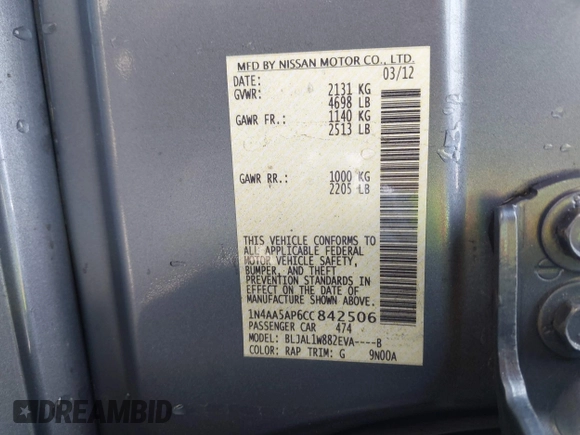 MFD BY NISSAN MOTOR CO., LTD.
DATE: 03/12
GVWR: 2131 KG
4698 LB
GAWR FR.: 1140 KG
2513 LB
GAWR RR.: 1000 KG
2205 LB
THIS VEHICLE CONFORMS TO
ALL APPLICABLE FEDERAL
MOTOR VEHICLE SAFETY,
BUMPER, AND THEFT
PREVENTION STANDARDS IN
EFFECT ON THE DATE OF
MANUFACTURE SHOWN ABOVE.
1N4AA5AP6CC842506
PASSENGER CAR 474
MODEL: BLJAL1W882EVA----B
COLOR: RAP TRIM: G 9N00A
DREAMBID